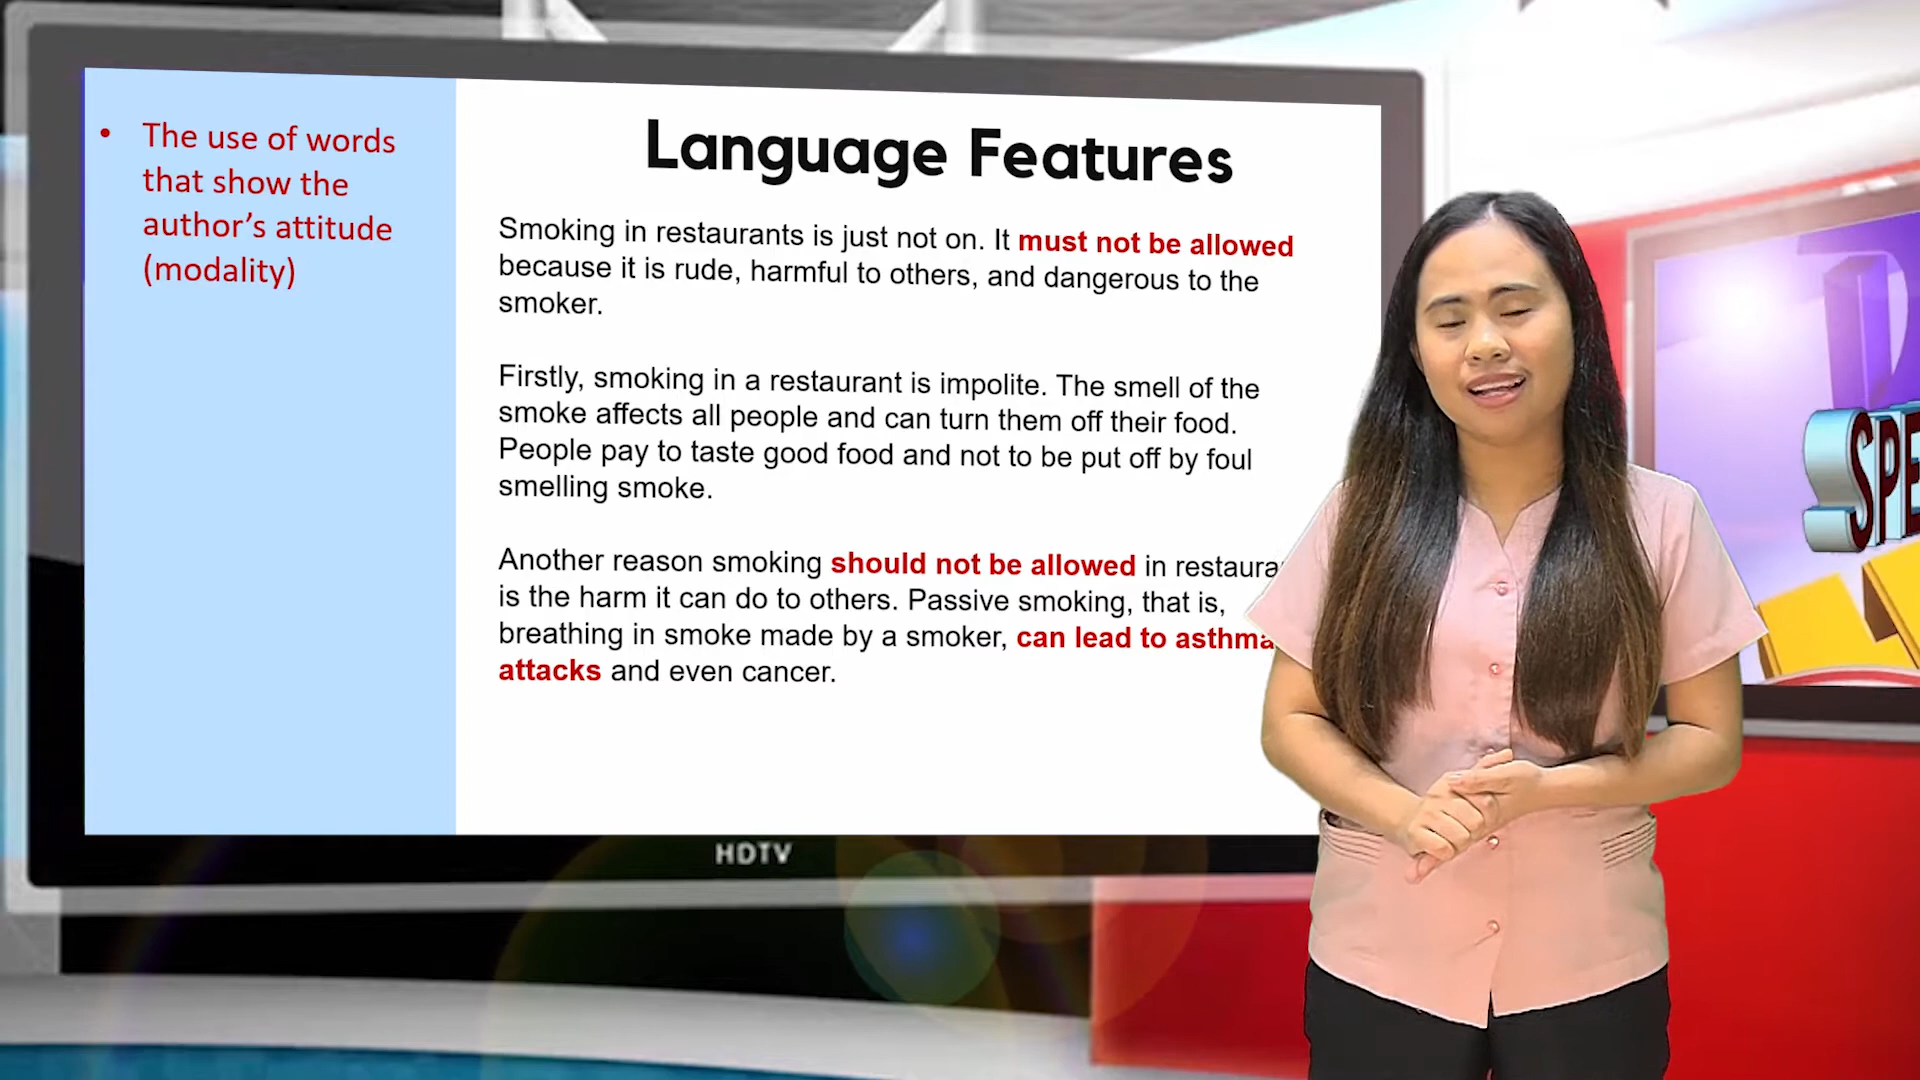 • The use of words
that show the
author's attitude
(modality)
Language Features
Smoking in restaurants is just not on. It must not be allowed
because it is rude, harmful to others, and dangerous to the
smoker.
Firstly, smoking in a restaurant is impolite. The smell of the
smoke affects all people and can turn them off their food.
People pay to taste good food and not to be put off by foul
smelling smoke.
Another reason smoking should not be allowed in
is the harm it can do to others. Passive smoking, that is,
breathing in smoke made by a smoker, can lead to asthma
attacks and even cancer.
HDTV